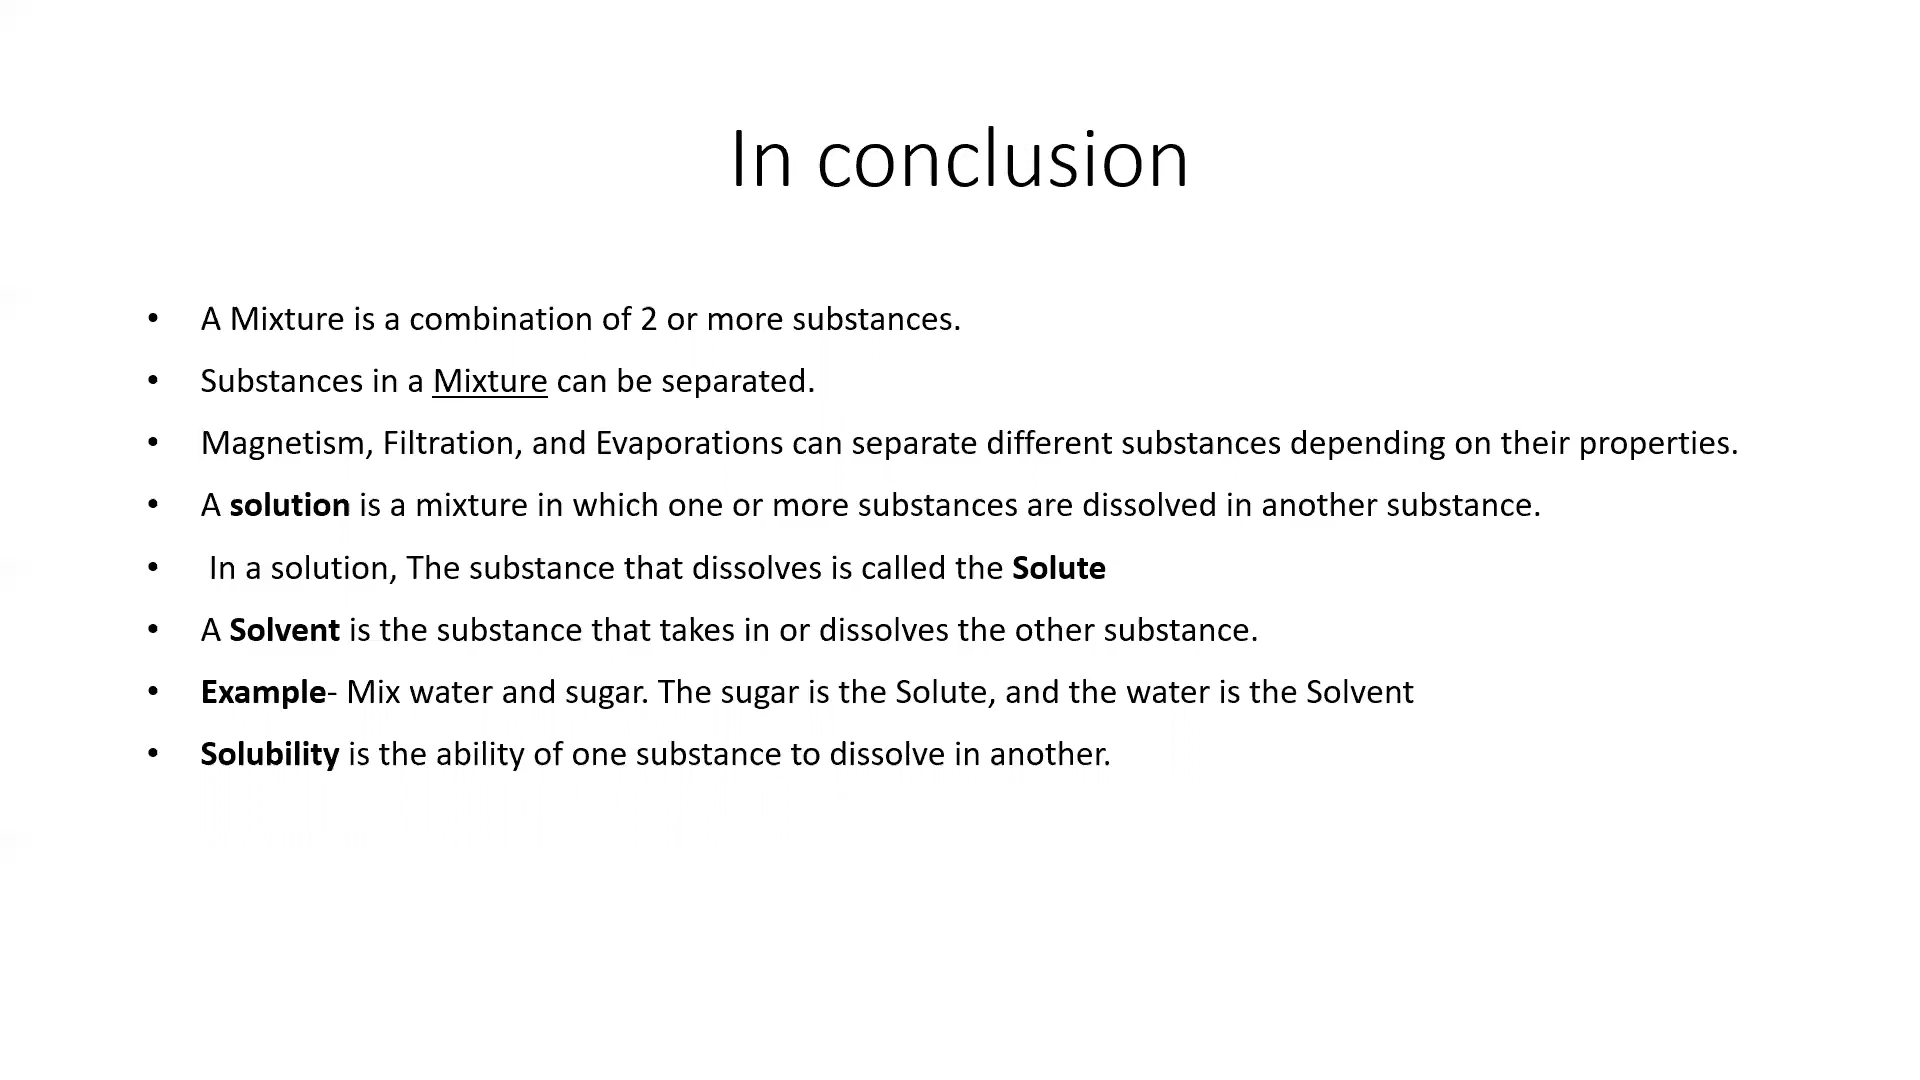 In conclusion
• A Mixture is a combination of 2 or more substances.
• Substances in a Mixture can be separated.
• Magnetism, Filtration, and Evaporations can separate different substances depending on their properties.
• A solution is a mixture in which one or more substances are dissolved in another substance.
• In a solution, The substance that dissolves is called the Solute
• A Solvent is the substance that takes in or dissolves the other substance.
• Example- Mix water and sugar. The sugar is the Solute, and the water is the Solvent
• Solubility is the ability of one substance to dissolve in another.